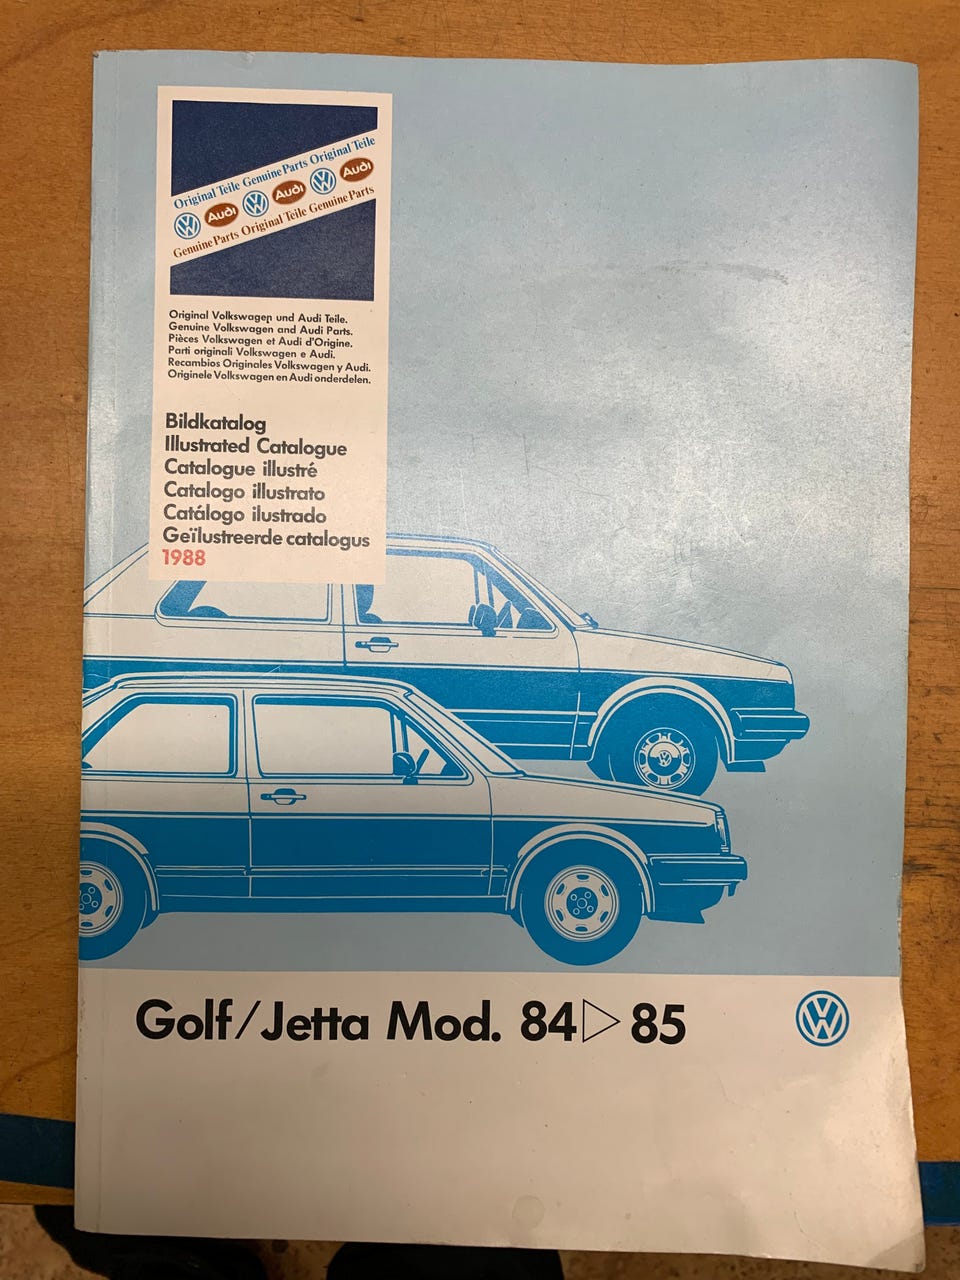 Original Teile Genuine Parts Original Teile
Audi Audi Audi
Genuine Parts Original Teile Genuine Parts
Original Volkswagen und Audi Teile.
Genuine Volkswagen and Audi Parts.
Pièces Volkswagen et Audi d'Origine.
Parti originali Volkswagen e Audi.
Recambios Originales Volkswagen y Audi.
Originele Volkswagen en Audi onderdelen.
Bildkatalog
Illustrated Catalogue
Catalogue illustré
Catalogo illustrato
Catálogo ilustrado
Geïlustreerde catalogus
1988
Golf/Jetta Mod. 84▷85